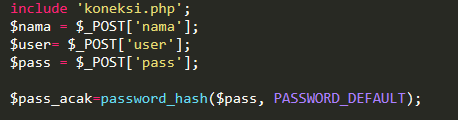 include 'koneksi.php';
$nama = $_POST['nama'];
$user= $_POST['user'];
$pass = $_POST['pass'];
$pass_acak=password_hash($pass, PASSWORD_DEFAULT);